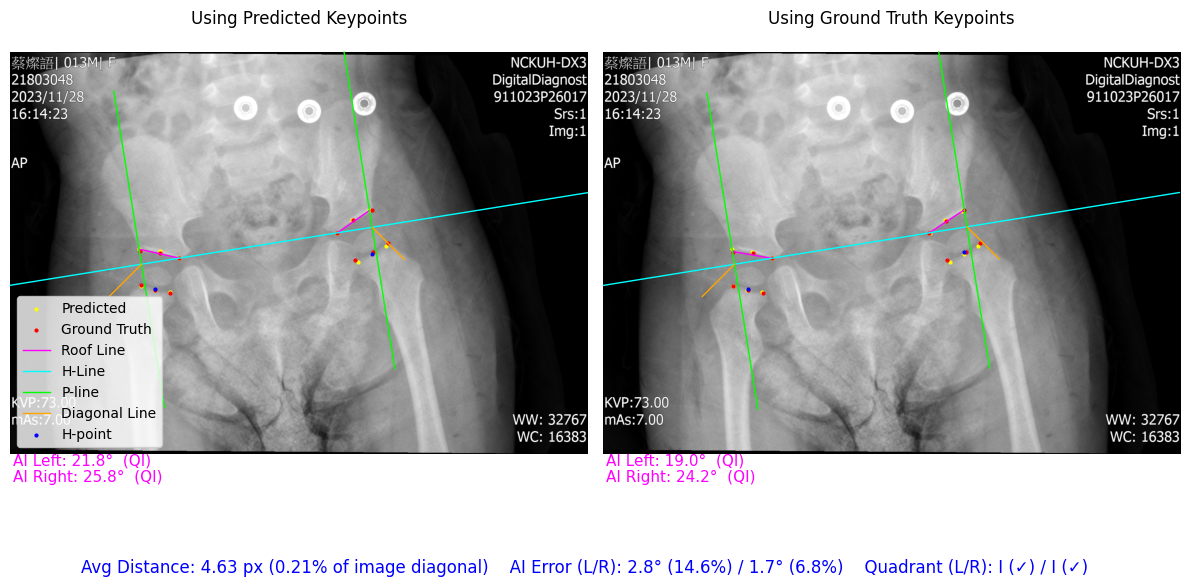 Using Predicted Keypoints
蔡燦語| 013M| F
21803048
2023/11/28
16:14:23
AP
NCKUH-DX3
DigitalDiagnost
911023P26017
Srs:1
Img:1
Predicted
Ground Truth
Roof Line
H-Line
P-line
Diagonal Line
H-point
KVP:73.00
mAs:7.00
WW: 32767
WC: 16383
AI Left: 21.8° (QI)
AI Right: 25.8° (QI)
Using Ground Truth Keypoints
蔡燦語| 013M| F
21803048
2023/11/28
16:14:23
AP
NCKUH-DX3
DigitalDiagnost
911023P26017
Srs:1
Img:1
KVP:73.00
mAs:7.00
WW: 32767
WC: 16383
AI Left: 19.0° (QI)
AI Right: 24.2° (QI)
Avg Distance: 4.63 px (0.21% of image diagonal) AI Error (L/R): 2.8° (14.6%) / 1.7° (6.8%) Quadrant (L/R): I (✓) / I (✓)